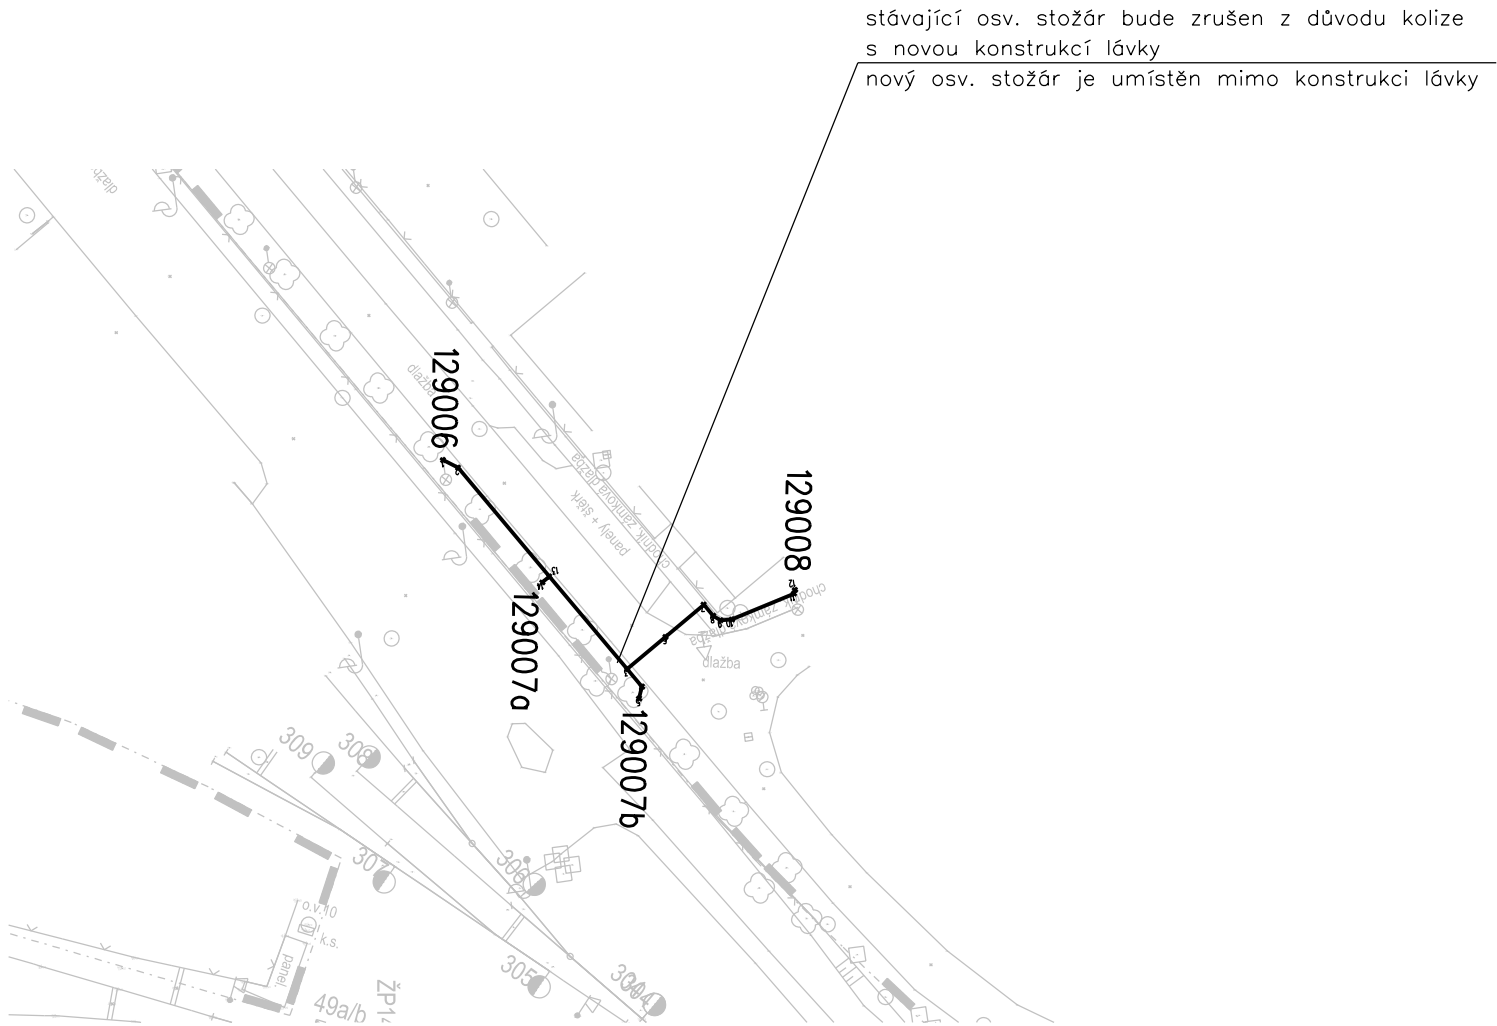 stávající osv. stožár bude zrušen z důvodu kolize
s novou konstrukcí lávky
nový osv. stožár je umístěn mimo konstrukci lávky
dlažba
129006
dlažba
chodník, zámková dlažba
panely + štěrk
129008
129007a
dlažba
129007b
309
308
307
306
o.v.10
k.s.
panel
305
304
49a/b